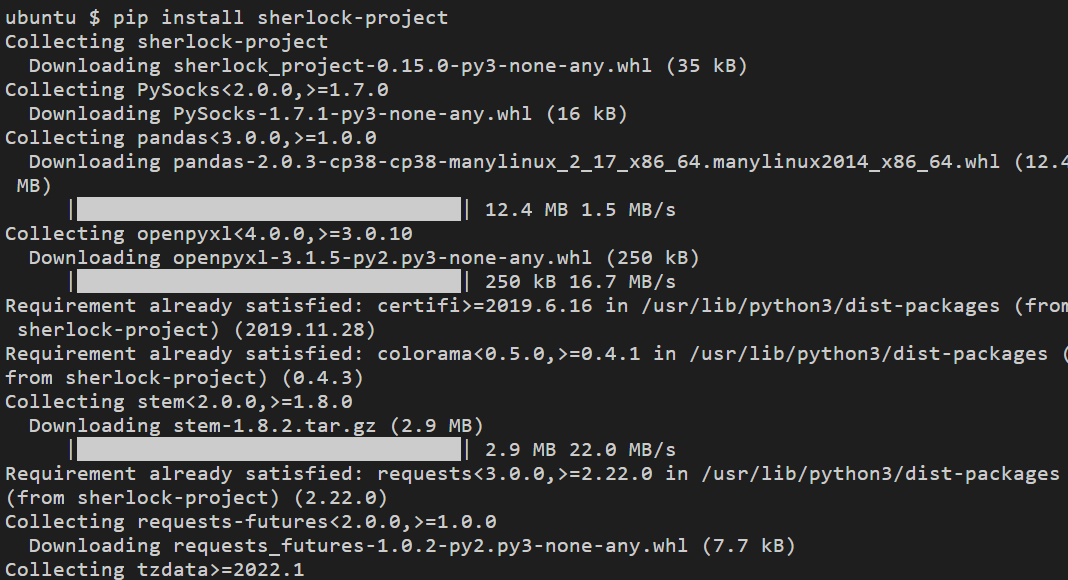 ubuntu $ pip install sherlock-project
Collecting sherlock-project
  Downloading sherlock_project-0.15.0-py3-none-any.whl (35 kB)
Collecting PySocks<2.0.0,>=1.7.0
  Downloading PySocks-1.7.1-py3-none-any.whl (16 kB)
Collecting pandas<3.0.0,>=1.0.0
  Downloading pandas-2.0.3-cp38-cp38-manylinux_2_17_x86_64.manylinux2014_x86_64.whl (12.4
 MB)
     |████████████████████████████████| 12.4 MB 1.5 MB/s
Collecting openpyxl<4.0.0,>=3.0.10
  Downloading openpyxl-3.1.5-py2.py3-none-any.whl (250 kB)
     |████████████████████████████████| 250 kB 16.7 MB/s
Requirement already satisfied: certifi>=2019.6.16 in /usr/lib/python3/dist-packages (from
 sherlock-project) (2019.11.28)
Requirement already satisfied: colorama<0.5.0,>=0.4.1 in /usr/lib/python3/dist-packages (
from sherlock-project) (0.4.3)
Collecting stem<2.0.0,>=1.8.0
  Downloading stem-1.8.2.tar.gz (2.9 MB)
     |████████████████████████████████| 2.9 MB 22.0 MB/s
Requirement already satisfied: requests<3.0.0,>=2.22.0 in /usr/lib/python3/dist-packages
(from sherlock-project) (2.22.0)
Collecting requests-futures<2.0.0,>=1.0.0
  Downloading requests_futures-1.0.2-py2.py3-none-any.whl (7.7 kB)
Collecting tzdata>=2022.1